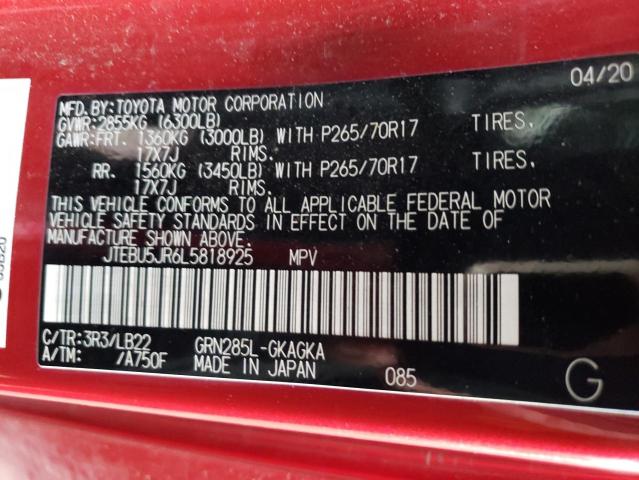 04/20
MFD.BY:TOYOTA MOTOR CORPORATION
GVWR:2855KG (6300LB)
GAWR:FRT. 1360KG (3000LB) WITH P265/70R17 TIRES,
17X7J RIMS.
RR. 1560KG (3450LB) WITH P265/70R17 TIRES,
17X7J RIMS.
THIS VEHICLE CONFORMS TO ALL APPLICABLE FEDERAL MOTOR
VEHICLE SAFETY STANDARDS IN EFFECT ON THE DATE OF
MANUFACTURE SHOWN ABOVE.
JTEBU5JR6L5818925 MPV
C/TR:3R3/LB22 GRN285L-GKAGKA
A/TM: /A750F MADE IN JAPAN 085
G